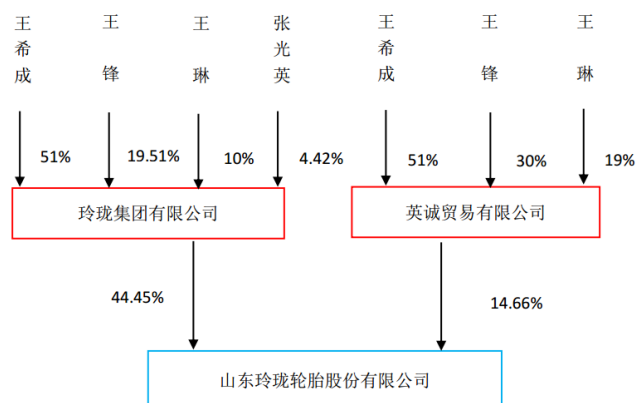 王希成
王锋
王琳
张光英
王希成
王锋
王琳
51%
19.51%
10%
4.42%
51%
30%
19%
玲珑集团有限公司
英诚贸易有限公司
44.45%
14.66%
山东玲珑轮胎股份有限公司